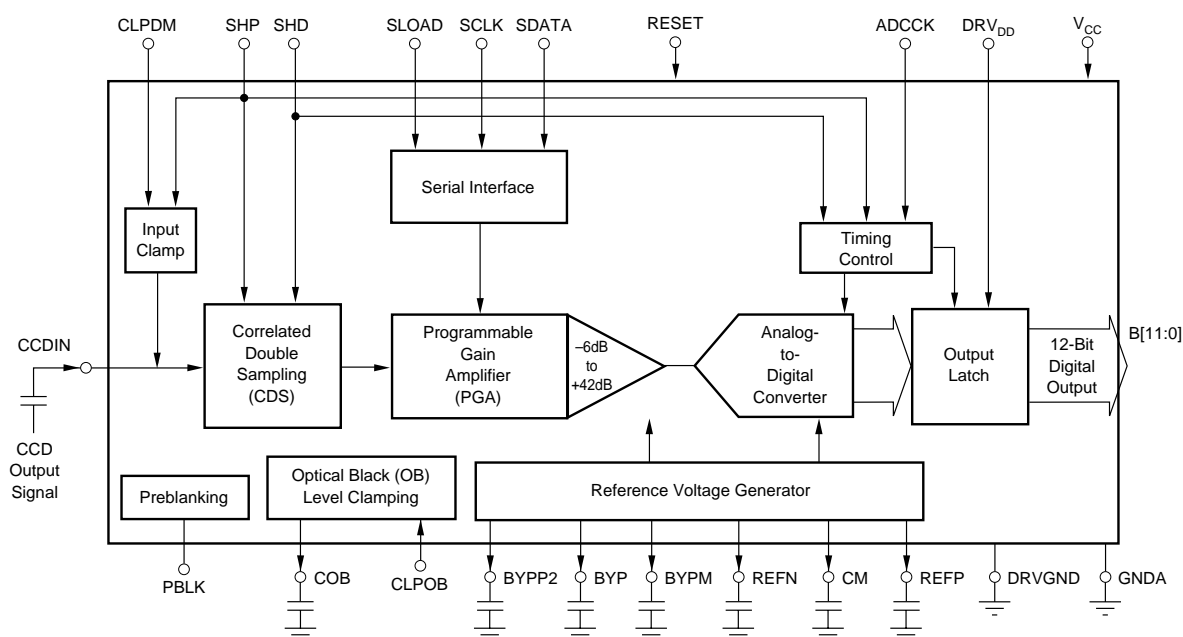 CLPDM SHP SHD SLOAD SCLK SDATA RESET ADCCK DRVDD VCC
Serial Interface
Input
Clamp
Timing
Control
CCDIN
Correlated
Double
Sampling
(CDS)
Programmable
Gain
Amplifier
(PGA)
–6dB
to
+42dB
Analog-
to-
Digital
Converter
Output
Latch
12-Bit
Digital
Output
B[11:0]
CCD
Output
Signal
Preblanking
Optical Black (OB)
Level Clamping
Reference Voltage Generator
PBLK COB CLPOB BYPP2 BYP BYPM REFN CM REFP DRVGND GNDA